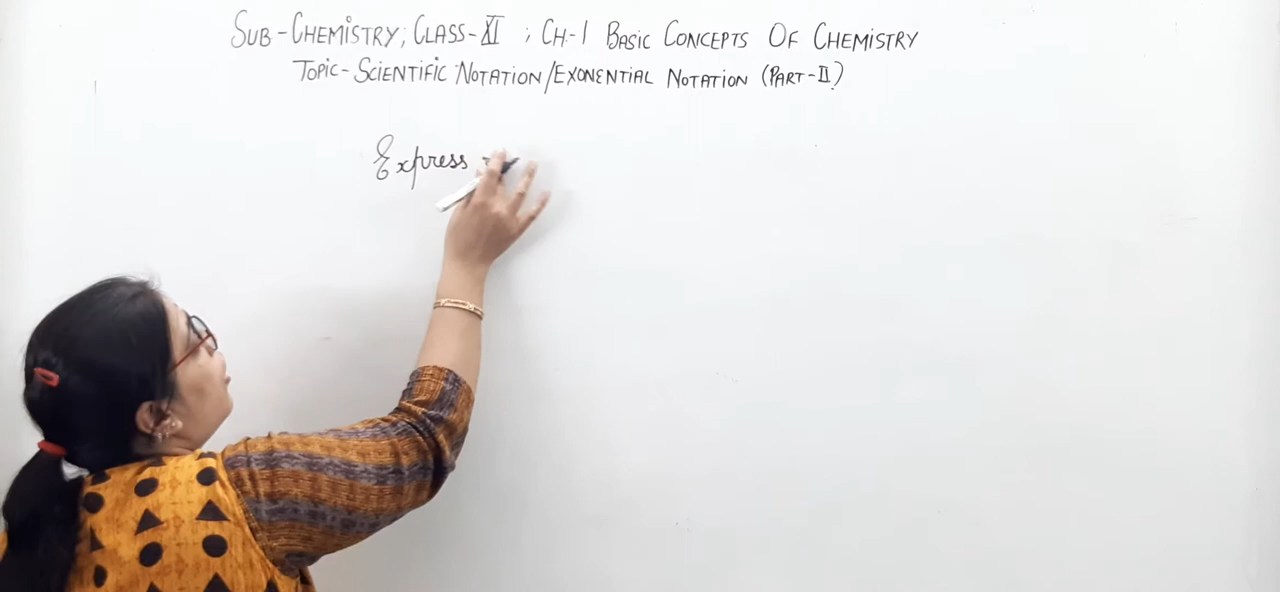 SUB-CHEMISTRY; CLASS-XI ; CH-1 BASIC CONCEPTS OF CHEMISTRY
TOPIC-SCIENTIFIC NOTATION/EXONENTIAL NOTATION (PART-II)
Express